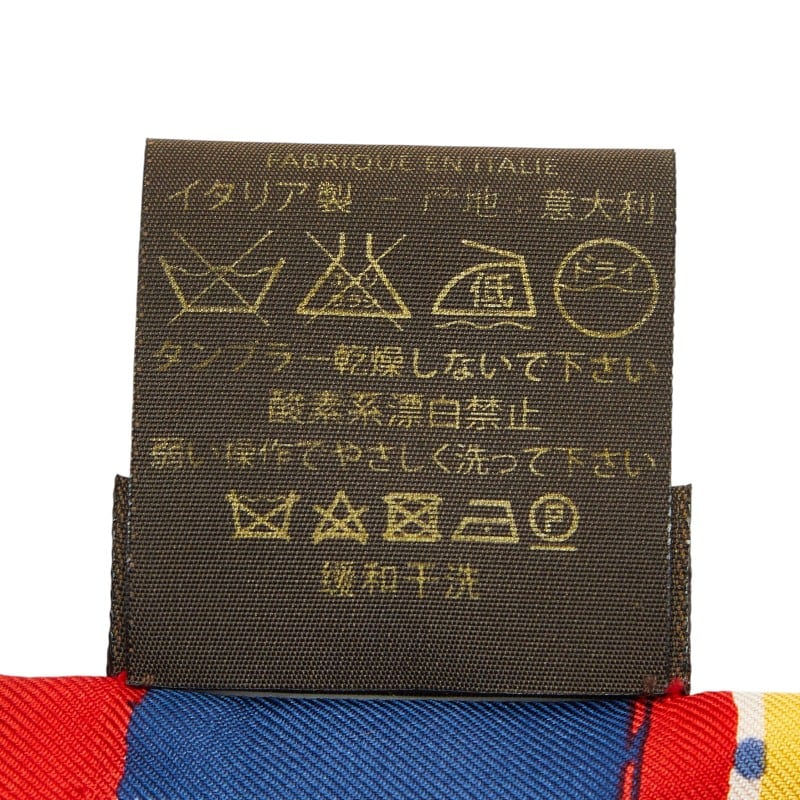 FABRIQUE EN ITALIE
イタリア製 - 产地 : 意大利
低 ドライ
タンブラー乾燥しないで下さい
酸素系漂白禁止
弱い操作でやさしく洗って下さい
P
缓和干洗